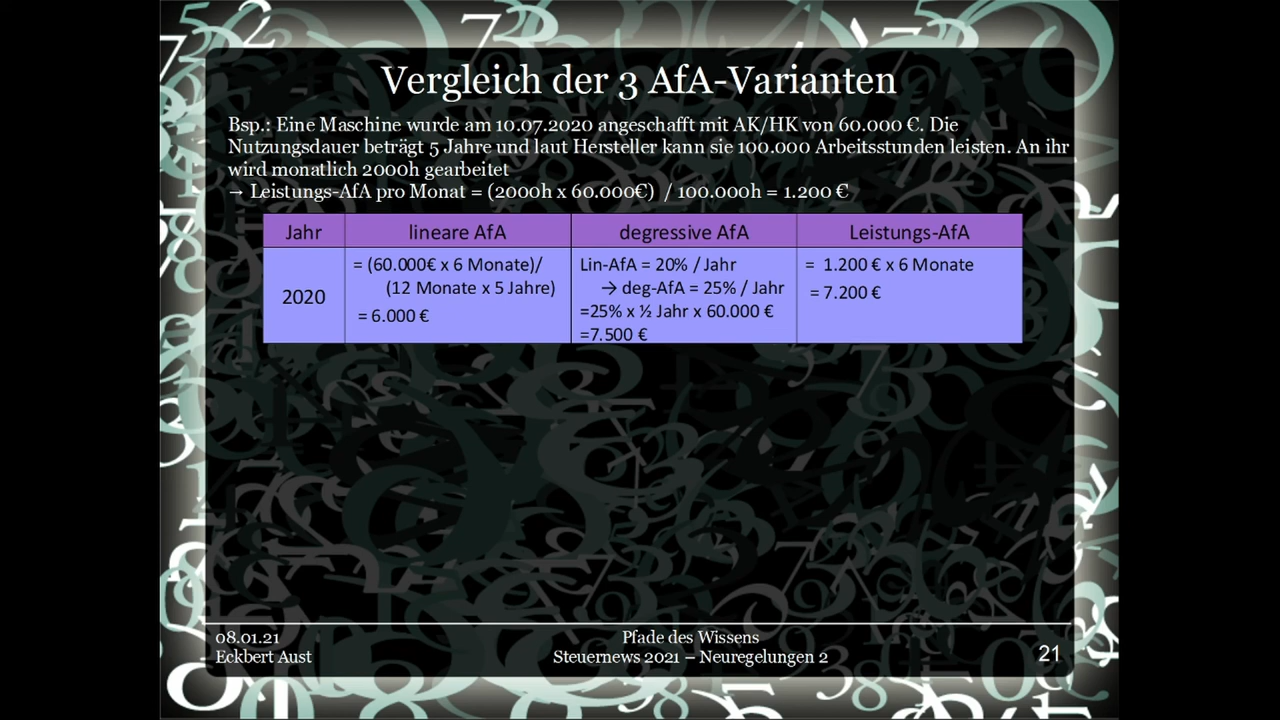 Vergleich der 3 AfA-Varianten
Bsp.: Eine Maschine wurde am 10.07.2020 angeschafft mit AK/HK von 60.000 €. Die
Nutzungsdauer beträgt 5 Jahre und laut Hersteller kann sie 100.000 Arbeitsstunden leisten. An ihr
wird monatlich 2000h gearbeitet
→ Leistungs-AfA pro Monat = (2000h x 60.000€) / 100.000h = 1.200 €
Jahr
lineare AfA
degressive AfA
Leistungs-AfA
2020
= (60.000€ x 6 Monate)/
(12 Monate x 5 Jahre)
= 6.000 €
Lin-AfA = 20% / Jahr
→ deg-AfA = 25% / Jahr
=25% x ½ Jahr x 60.000 €
=7.500 €
= 1.200 € x 6 Monate
= 7.200 €
08.01.21
Eckbert Aust
Pfade des Wissens
Steuernews 2021 – Neuregelungen 2
21